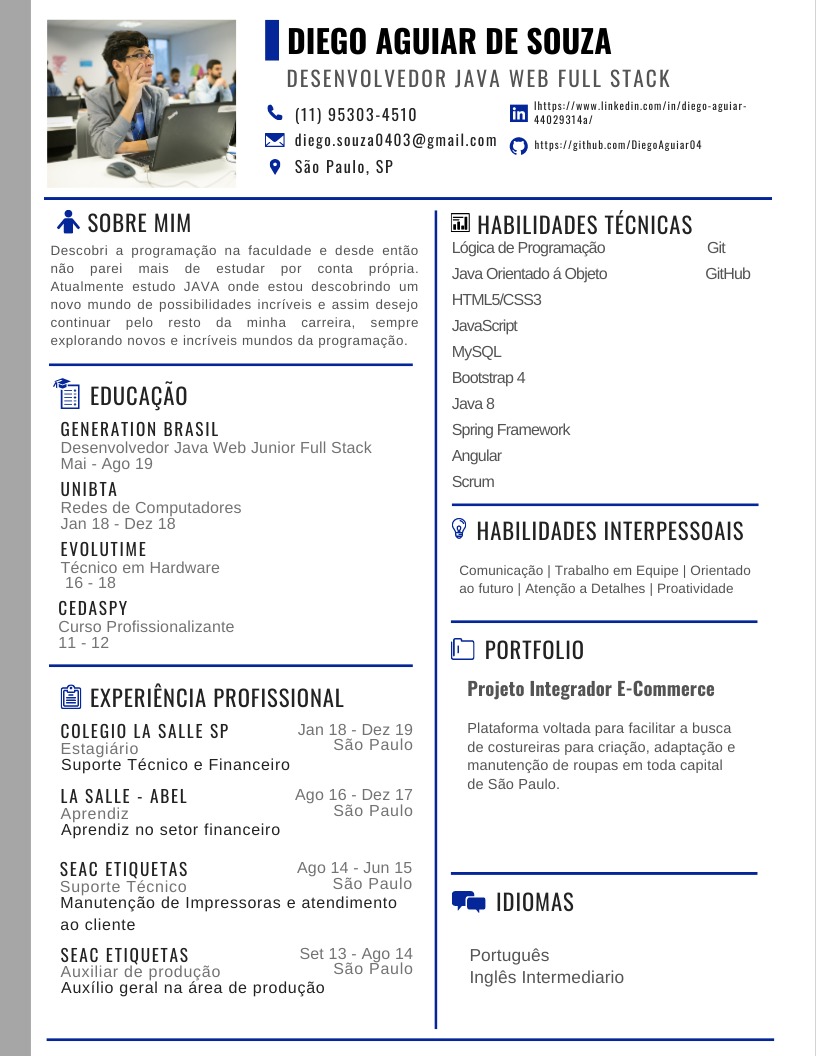 DIEGO AGUIAR DE SOUZA
DESENVOLVEDOR JAVA WEB FULL STACK
(11) 95303-4510
diego.souza0403@gmail.com
São Paulo, SP
lhttps://www.linkedin.com/in/diego-aguiar-
44029314a/
https://github.com/DiegoAguiar04
SOBRE MIM
Descobri a programação na faculdade e desde então
não parei mais de estudar por conta própria.
Atualmente estudo JAVA onde estou descobrindo um
novo mundo de possibilidades incríveis e assim desejo
continuar pelo resto da minha carreira, sempre
explorando novos e incríveis mundos da programação.
EDUCAÇÃO
GENERATION BRASIL
Desenvolvedor Java Web Junior Full Stack
Mai - Ago 19
UNIBTA
Redes de Computadores
Jan 18 - Dez 18
EVOLUTIME
Técnico em Hardware
16 - 18
CEDASPY
Curso Profissionalizante
11 - 12
EXPERIÊNCIA PROFISSIONAL
COLEGIO LA SALLE SP Jan 18 - Dez 19
Estagiário São Paulo
Suporte Técnico e Financeiro
LA SALLE - ABEL Ago 16 - Dez 17
Aprendiz São Paulo
Aprendiz no setor financeiro
SEAC ETIQUETAS Ago 14 - Jun 15
Suporte Técnico São Paulo
Manutenção de Impressoras e atendimento
ao cliente
SEAC ETIQUETAS Set 13 - Ago 14
Auxiliar de produção São Paulo
Auxílio geral na área de produção
HABILIDADES TÉCNICAS
Lógica de Programação Git
Java Orientado á Objeto GitHub
HTML5/CSS3
JavaScript
MySQL
Bootstrap 4
Java 8
Spring Framework
Angular
Scrum
HABILIDADES INTERPESSOAIS
Comunicação | Trabalho em Equipe | Orientado
ao futuro | Atenção a Detalhes | Proatividade
PORTFOLIO
Projeto Integrador E-Commerce
Plataforma voltada para facilitar a busca
de costureiras para criação, adaptação e
manutenção de roupas em toda capital
de São Paulo.
IDIOMAS
Português
Inglês Intermediario